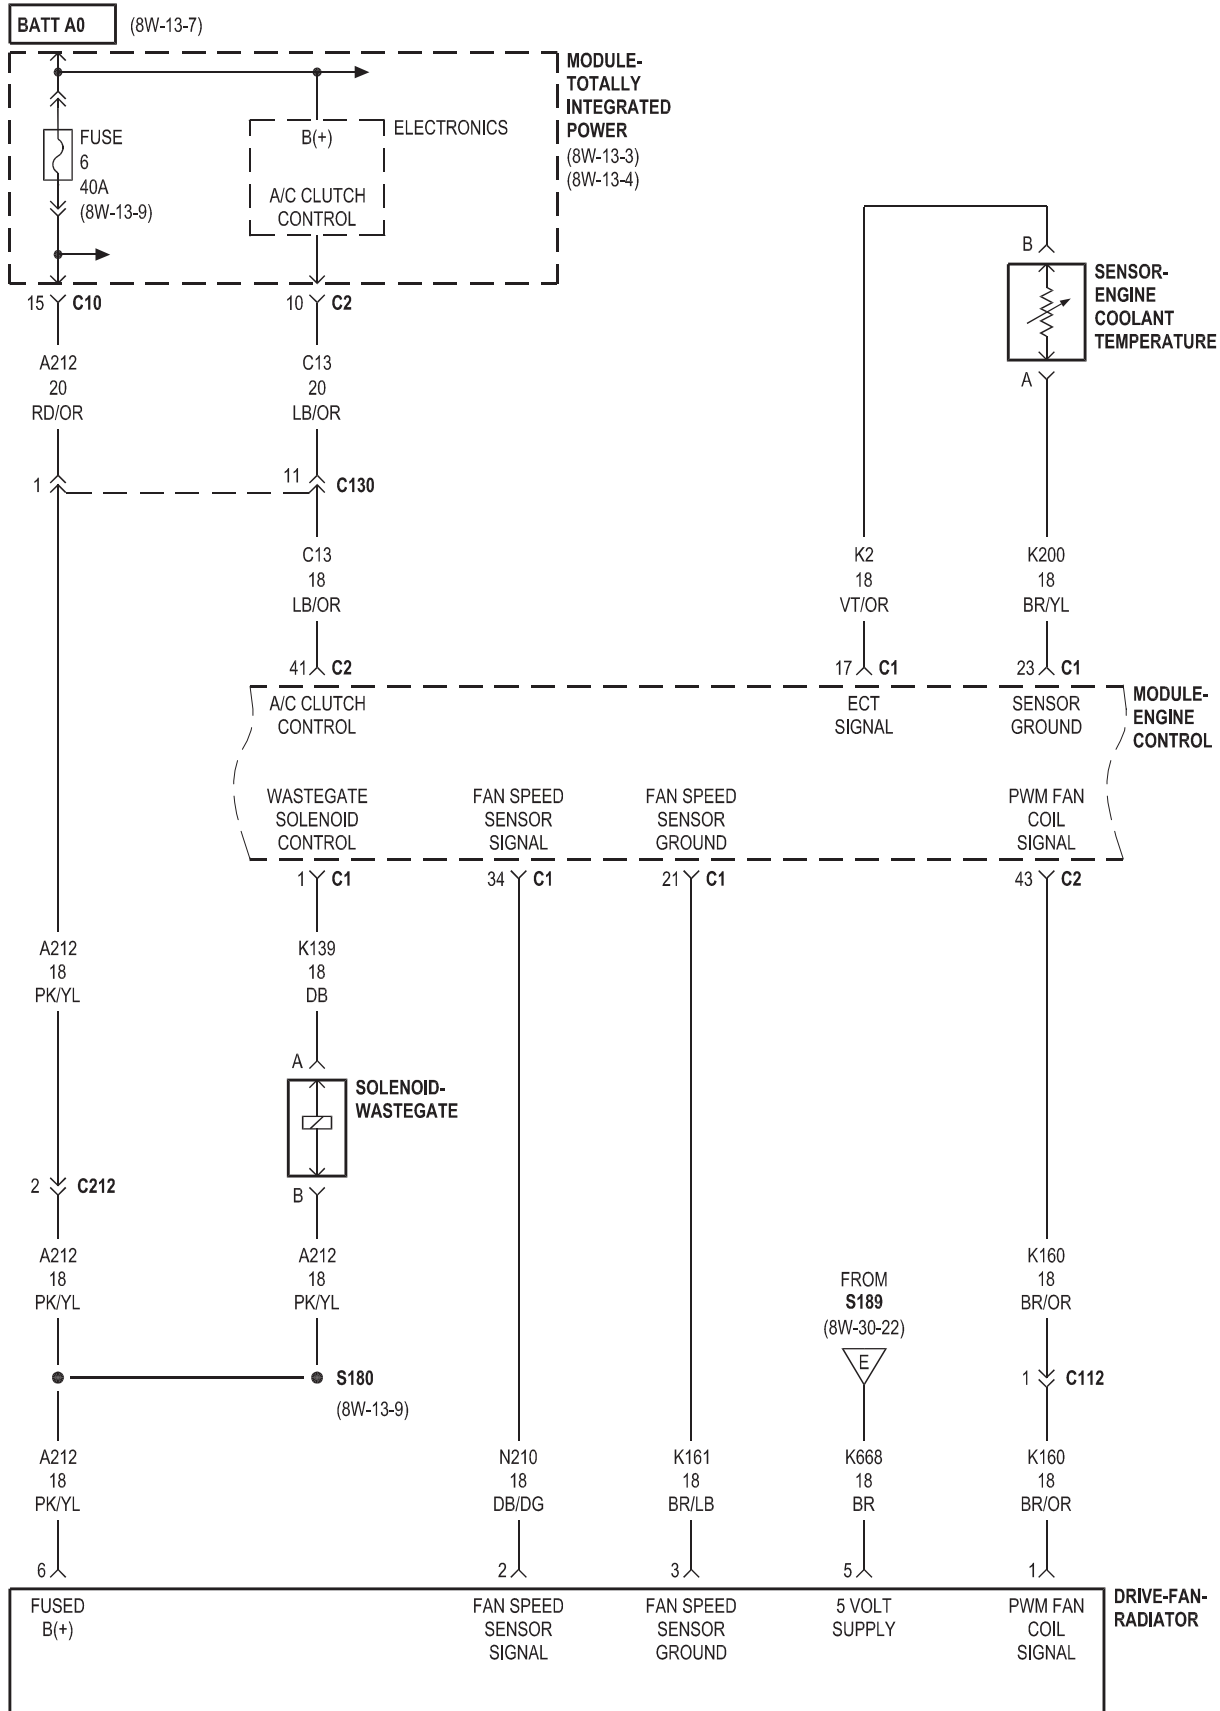 BATT A0 (8W-13-7)
MODULE-
TOTALLY
INTEGRATED
POWER
(8W-13-3)
(8W-13-4)
FUSE
6
40A
(8W-13-9)
B(+)
ELECTRONICS
A/C CLUTCH
CONTROL
15 C10
10 C2
A212
20
RD/OR
C13
20
LB/OR
B
SENSOR-
ENGINE
COOLANT
TEMPERATURE
A
1
11 C130
C13
18
LB/OR
K2
18
VT/OR
K200
18
BR/YL
41 C2
17 C1
23 C1
A/C CLUTCH
CONTROL
ECT
SIGNAL
SENSOR
GROUND
MODULE-
ENGINE
CONTROL
WASTEGATE
SOLENOID
CONTROL
FAN SPEED
SENSOR
SIGNAL
FAN SPEED
SENSOR
GROUND
PWM FAN
COIL
SIGNAL
1 C1
34 C1
21 C1
43 C2
A212
18
PK/YL
K139
18
DB
A
SOLENOID-
WASTEGATE
B
2 C212
A212
18
PK/YL
A212
18
PK/YL
FROM
S189
(8W-30-22)
E
K160
18
BR/OR
S180
(8W-13-9)
1 C112
A212
18
PK/YL
N210
18
DB/DG
K161
18
BR/LB
K668
18
BR
K160
18
BR/OR
6
2
3
5
1
FUSED
B(+)
FAN SPEED
SENSOR
SIGNAL
FAN SPEED
SENSOR
GROUND
5 VOLT
SUPPLY
PWM FAN
COIL
SIGNAL
DRIVE-FAN-
RADIATOR